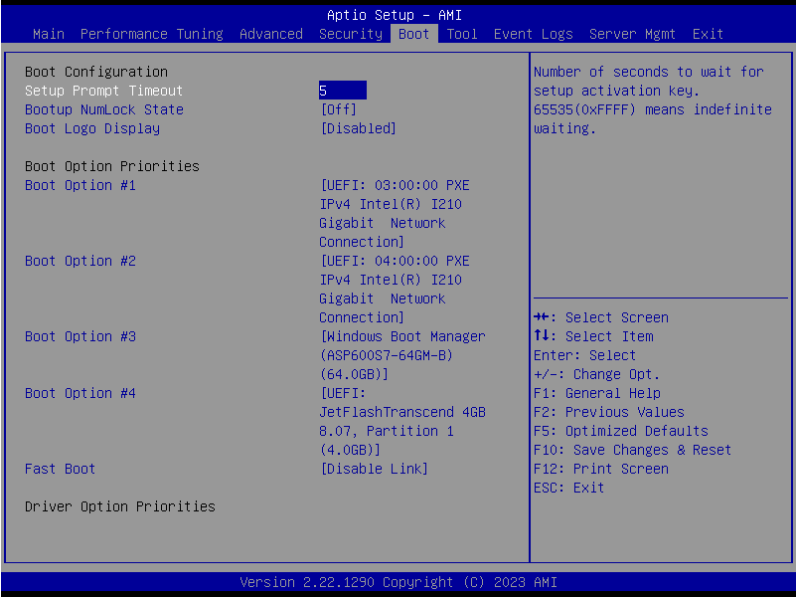 Aptio Setup – AMI
Main Performance Tuning Advanced Security Boot Tool Event Logs Server Mgmt Exit
Boot Configuration
Setup Prompt Timeout 5
Bootup NumLock State [Off]
Boot Logo Display [Disabled]
Boot Option Priorities
Boot Option #1 [UEFI: 03:00:00 PXE
IPv4 Intel(R) I210
Gigabit Network
Connection]
Boot Option #2 [UEFI: 04:00:00 PXE
IPv4 Intel(R) I210
Gigabit Network
Connection]
Boot Option #3 [Windows Boot Manager
(ASP600S7-64GM-B)
(64.0GB)]
Boot Option #4 [UEFI:
JetFlashTranscend 4GB
8.07, Partition 1
(4.0GB)]
Fast Boot [Disable Link]
Driver Option Priorities
Number of seconds to wait for
setup activation key.
65535(0xFFFF) means indefinite
waiting.
→←: Select Screen
↑↓: Select Item
Enter: Select
+/-: Change Opt.
F1: General Help
F2: Previous Values
F5: Optimized Defaults
F10: Save Changes & Reset
F12: Print Screen
ESC: Exit
Version 2.22.1290 Copyright (C) 2023 AMI